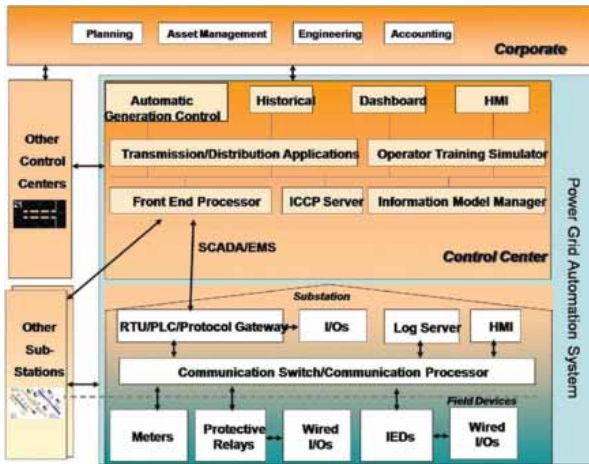 Planning
Asset Management
Engineering
Accounting
Corporate
Other
Control
Centers
Automatic
Generation Control
Historical
Dashboard
HMI
Transmission/Distribution Applications
Operator Training Simulator
Front End Processor
ICCP Server
Information Model Manager
SCADA/EMS
Control Center
Power Grid Automation System
Other
Sub-
Stations
Substation
RTU/PLC/Protocol Gateway
I/Os
Log Server
HMI
Communication Switch/Communication Processor
Field Devices
Meters
Protective
Relays
Wired
I/Os
IEDs
Wired
I/Os